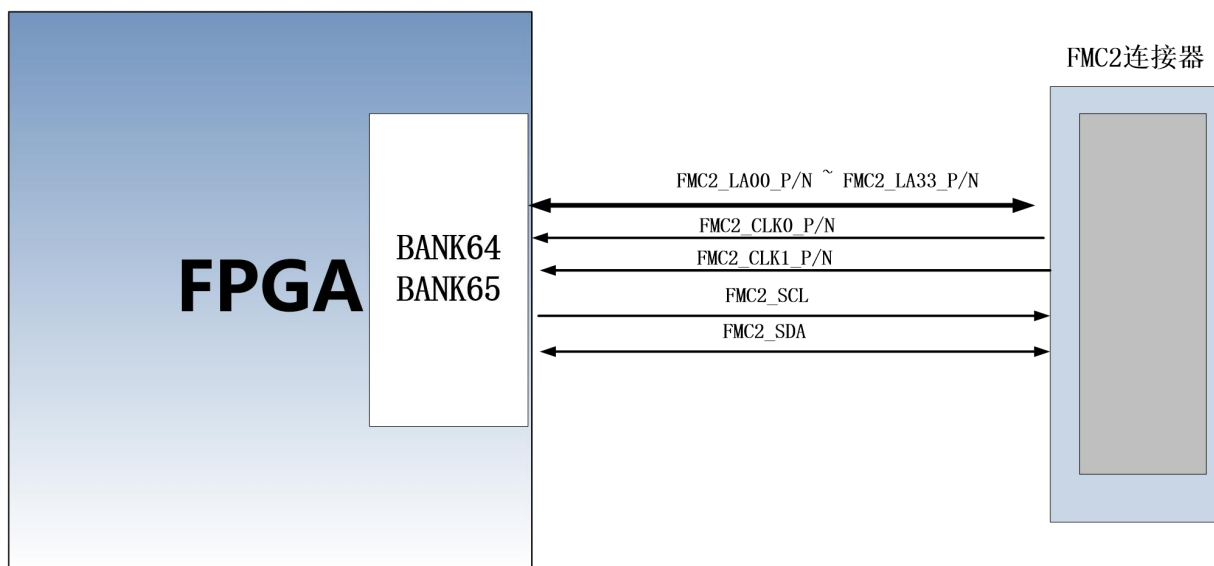 FMC2连接器
FMC2_LA00_P/N ~ FMC2_LA33_P/N
FMC2_CLK0_P/N
FMC2_CLK1_P/N
FMC2_SCL
FMC2_SDA
FPGA
BANK64
BANK65